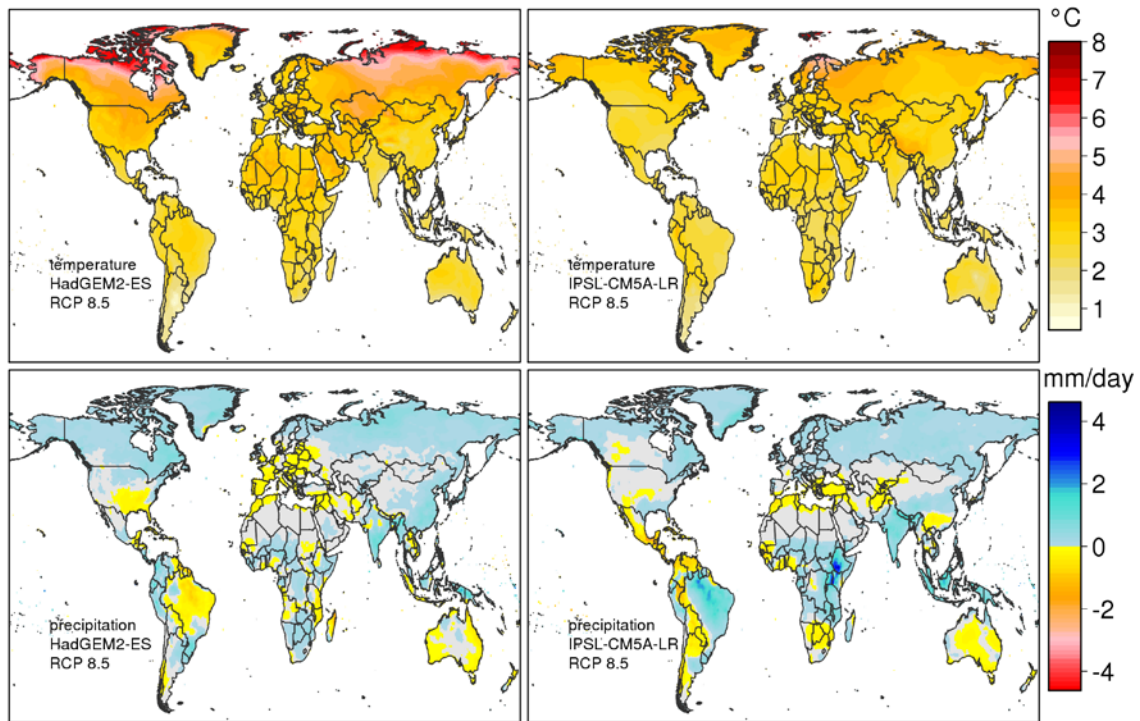 °C
temperature
HadGEM2-ES
RCP 8.5
temperature
IPSL-CM5A-LR
RCP 8.5
8
7
6
5
4
3
2
1
mm/day
precipitation
HadGEM2-ES
RCP 8.5
precipitation
IPSL-CM5A-LR
RCP 8.5
4
2
0
-2
-4